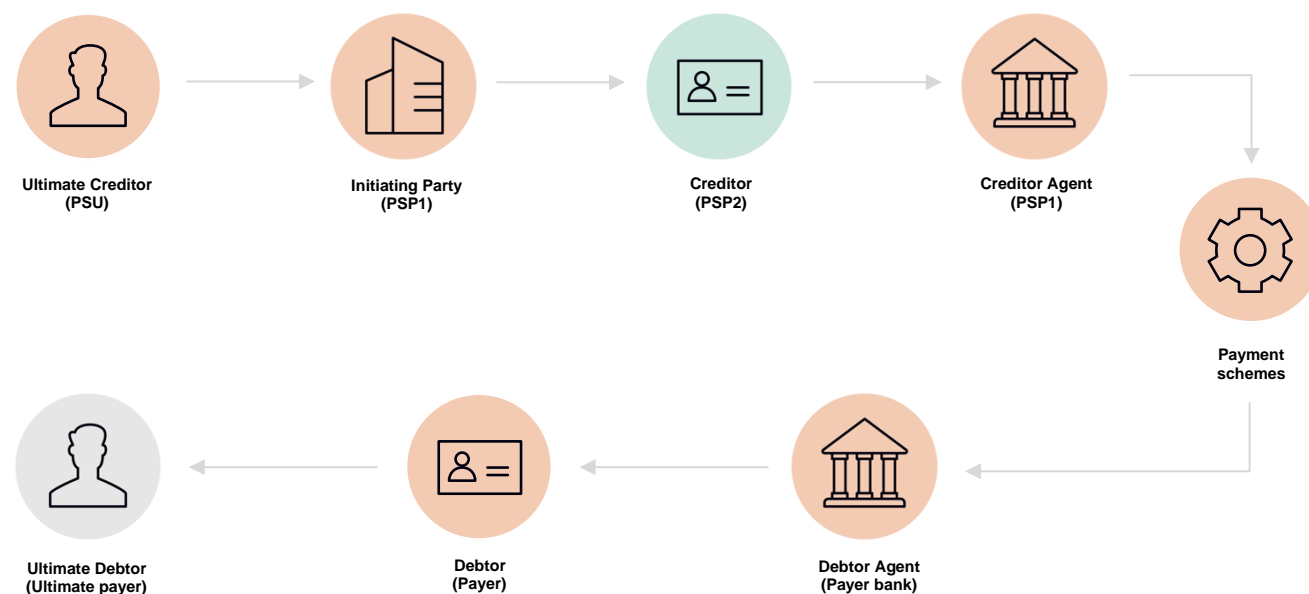 Ultimate Creditor
(PSU)
Initiating Party
(PSP1)
Creditor
(PSP2)
Creditor Agent
(PSP1)
Payment
schemes
Ultimate Debtor
(Ultimate payer)
Debtor
(Payer)
Debtor Agent
(Payer bank)